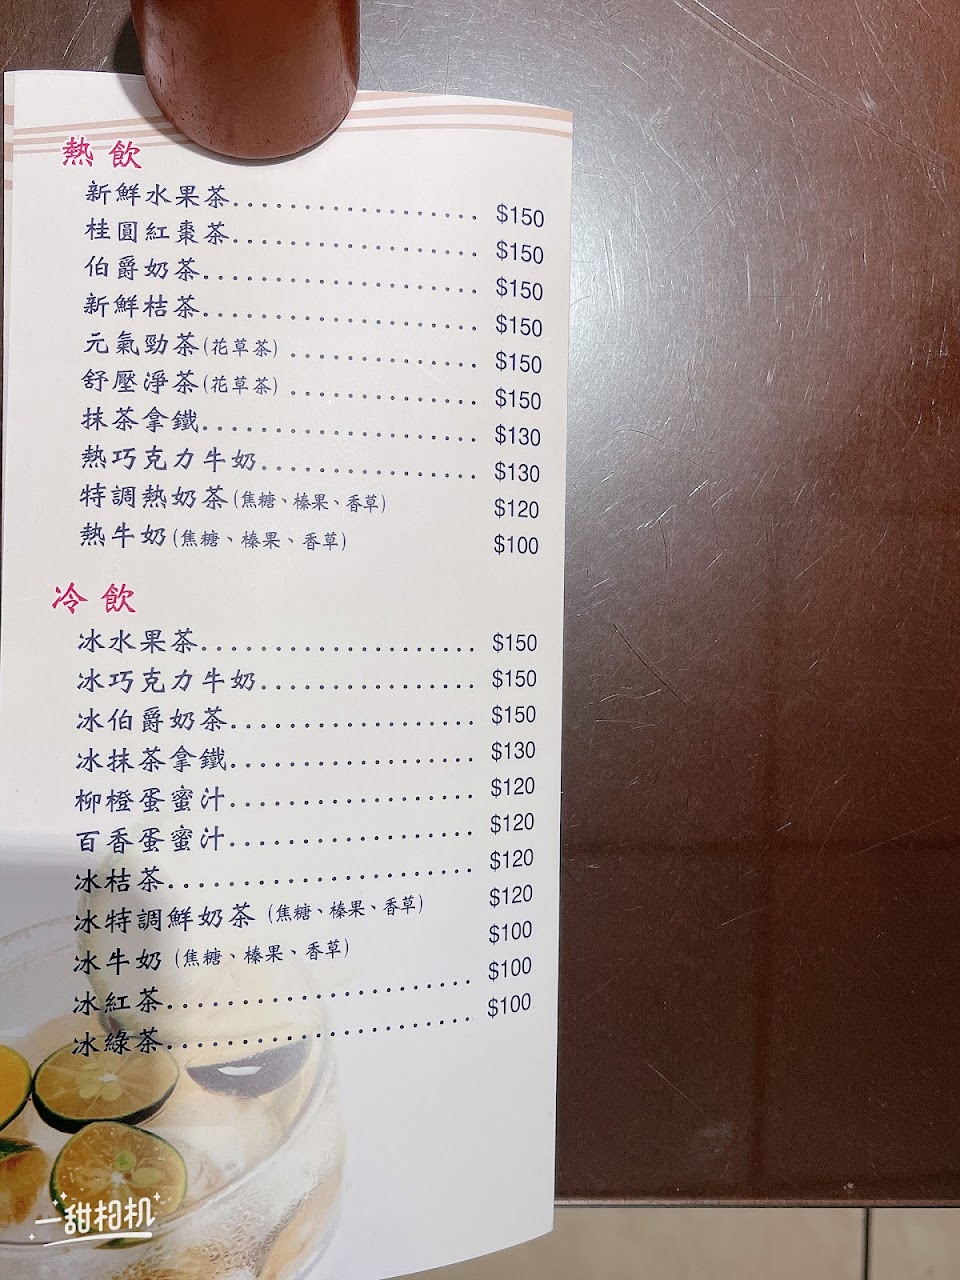 熱飲
新鮮水果茶................. $150
桂圓紅棗茶................. $150
伯爵奶茶................... $150
新鮮桔茶................... $150
元氣勁茶(花草茶) ............. $150
舒壓淨茶(花草茶) ............. $150
抹茶拿鐵................... $130
熱巧克力牛奶............... $130
特調熱奶茶(焦糖、榛果、香草) $120
熱牛奶(焦糖、榛果、香草) $100
冷飲
冰水果茶................... $150
冰巧克力牛奶............... $150
冰伯爵奶茶................. $150
冰抹茶拿鐵................. $130
柳橙蛋蜜汁................. $120
百香蛋蜜汁................. $120
冰桔茶..................... $120
冰特調鮮奶茶 (焦糖、榛果、香草) $120
冰牛奶 (焦糖、榛果、香草) $100
冰紅茶..................... $100
冰綠茶..................... $100
一甜相机